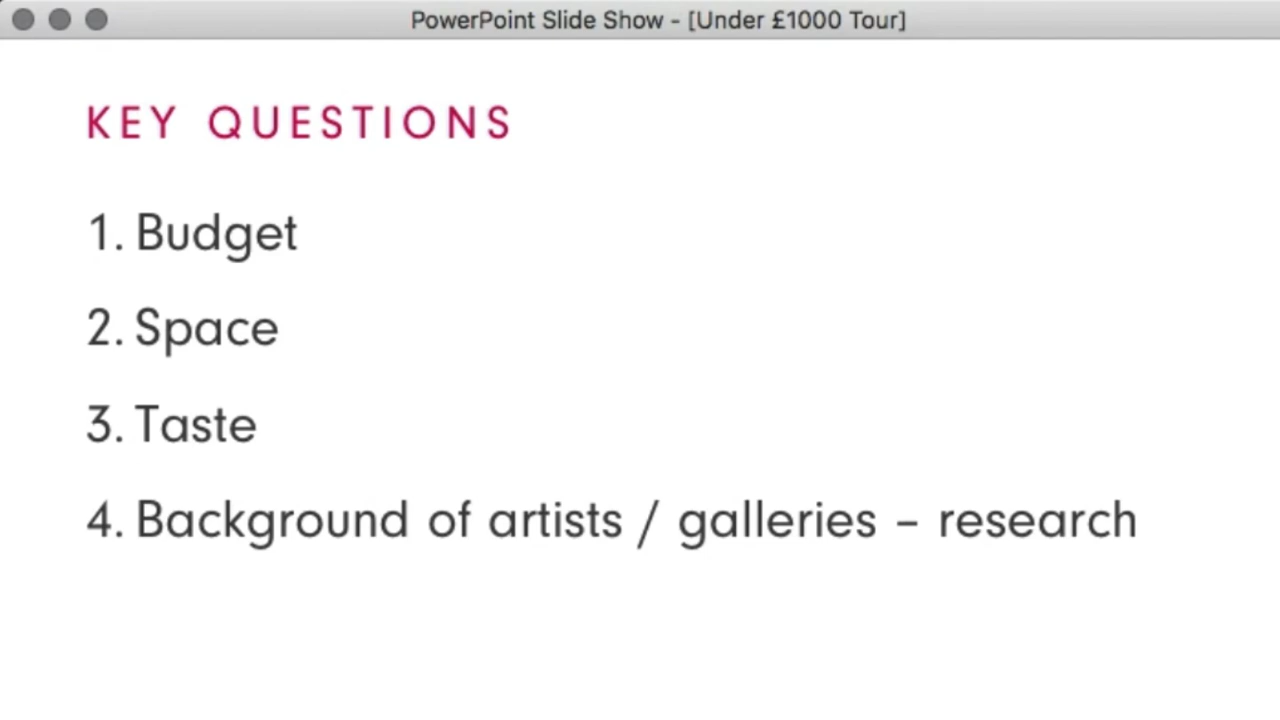 PowerPoint Slide Show - [Under £1000 Tour]
KEY QUESTIONS
1. Budget
2. Space
3. Taste
4. Background of artists / galleries – research